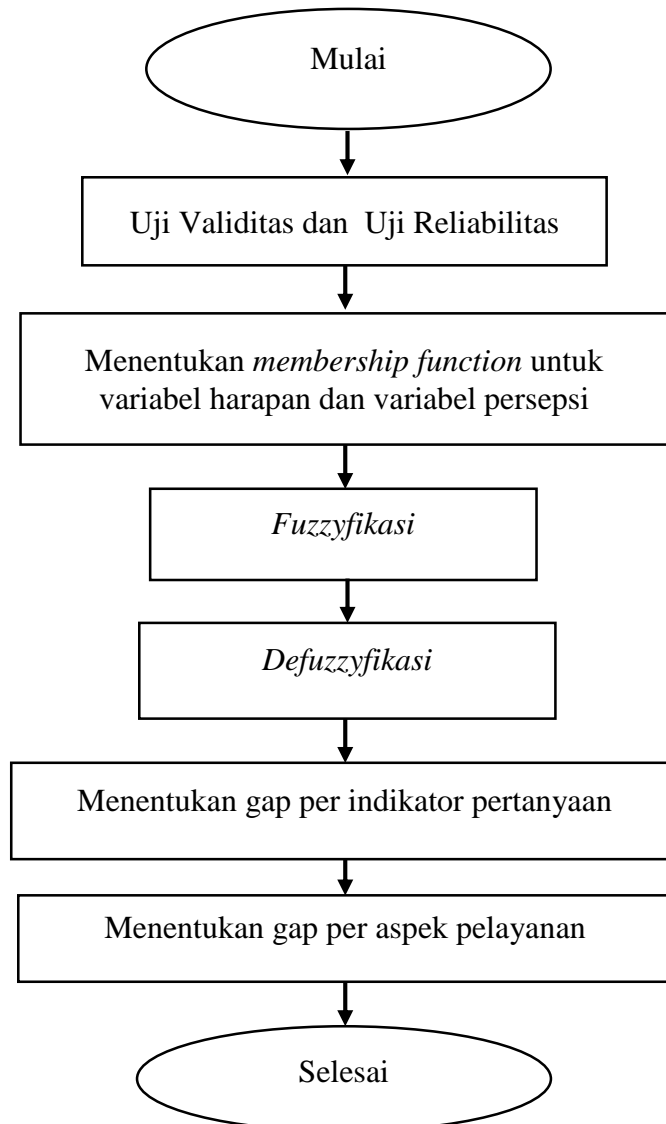 Mulai
Uji Validitas dan Uji Reliabilitas
Menentukan membership function untuk
variabel harapan dan variabel persepsi
Fuzzyfikasi
Defuzzyfikasi
Menentukan gap per indikator pertanyaan
Menentukan gap per aspek pelayanan
Selesai